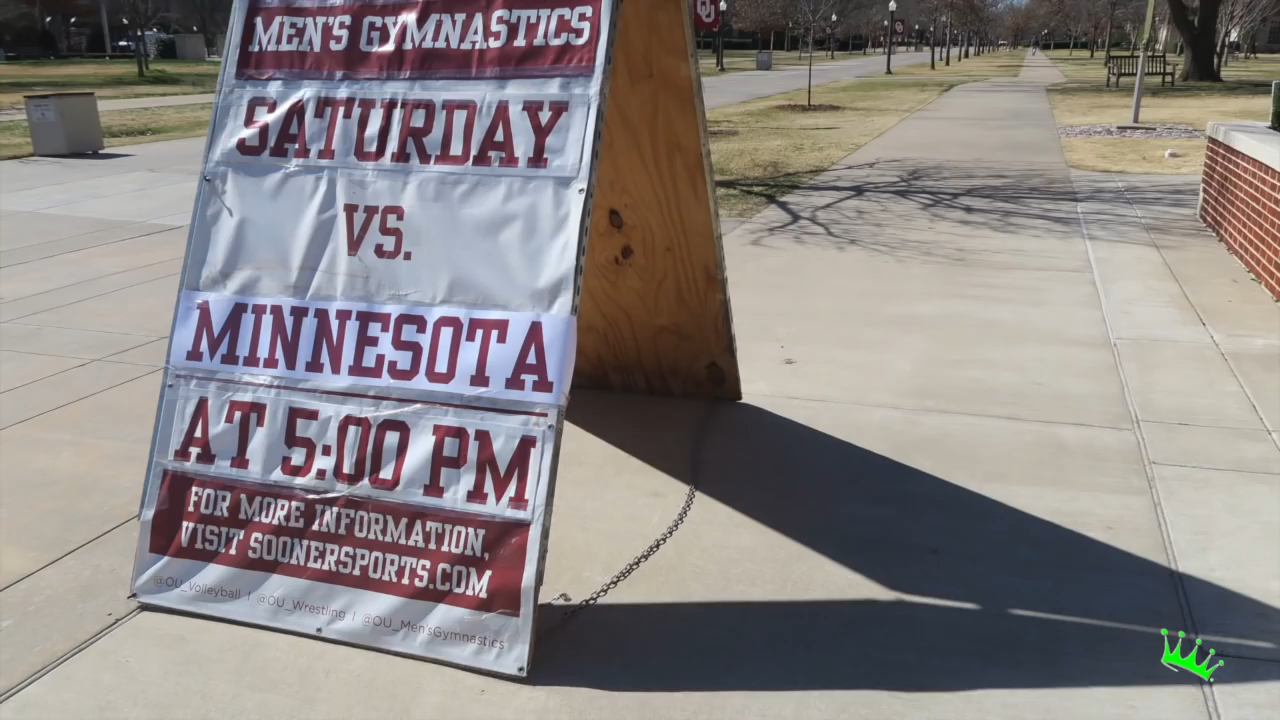 MEN'S GYMNASTICS
SATURDAY
VS.
MINNESOTA
AT 5:00 PM
FOR MORE INFORMATION,
VISIT SOONERSPORTS.COM
@OU_Volleyball | @OU_Wrestling | @OU_Men'sGymnastics
OU